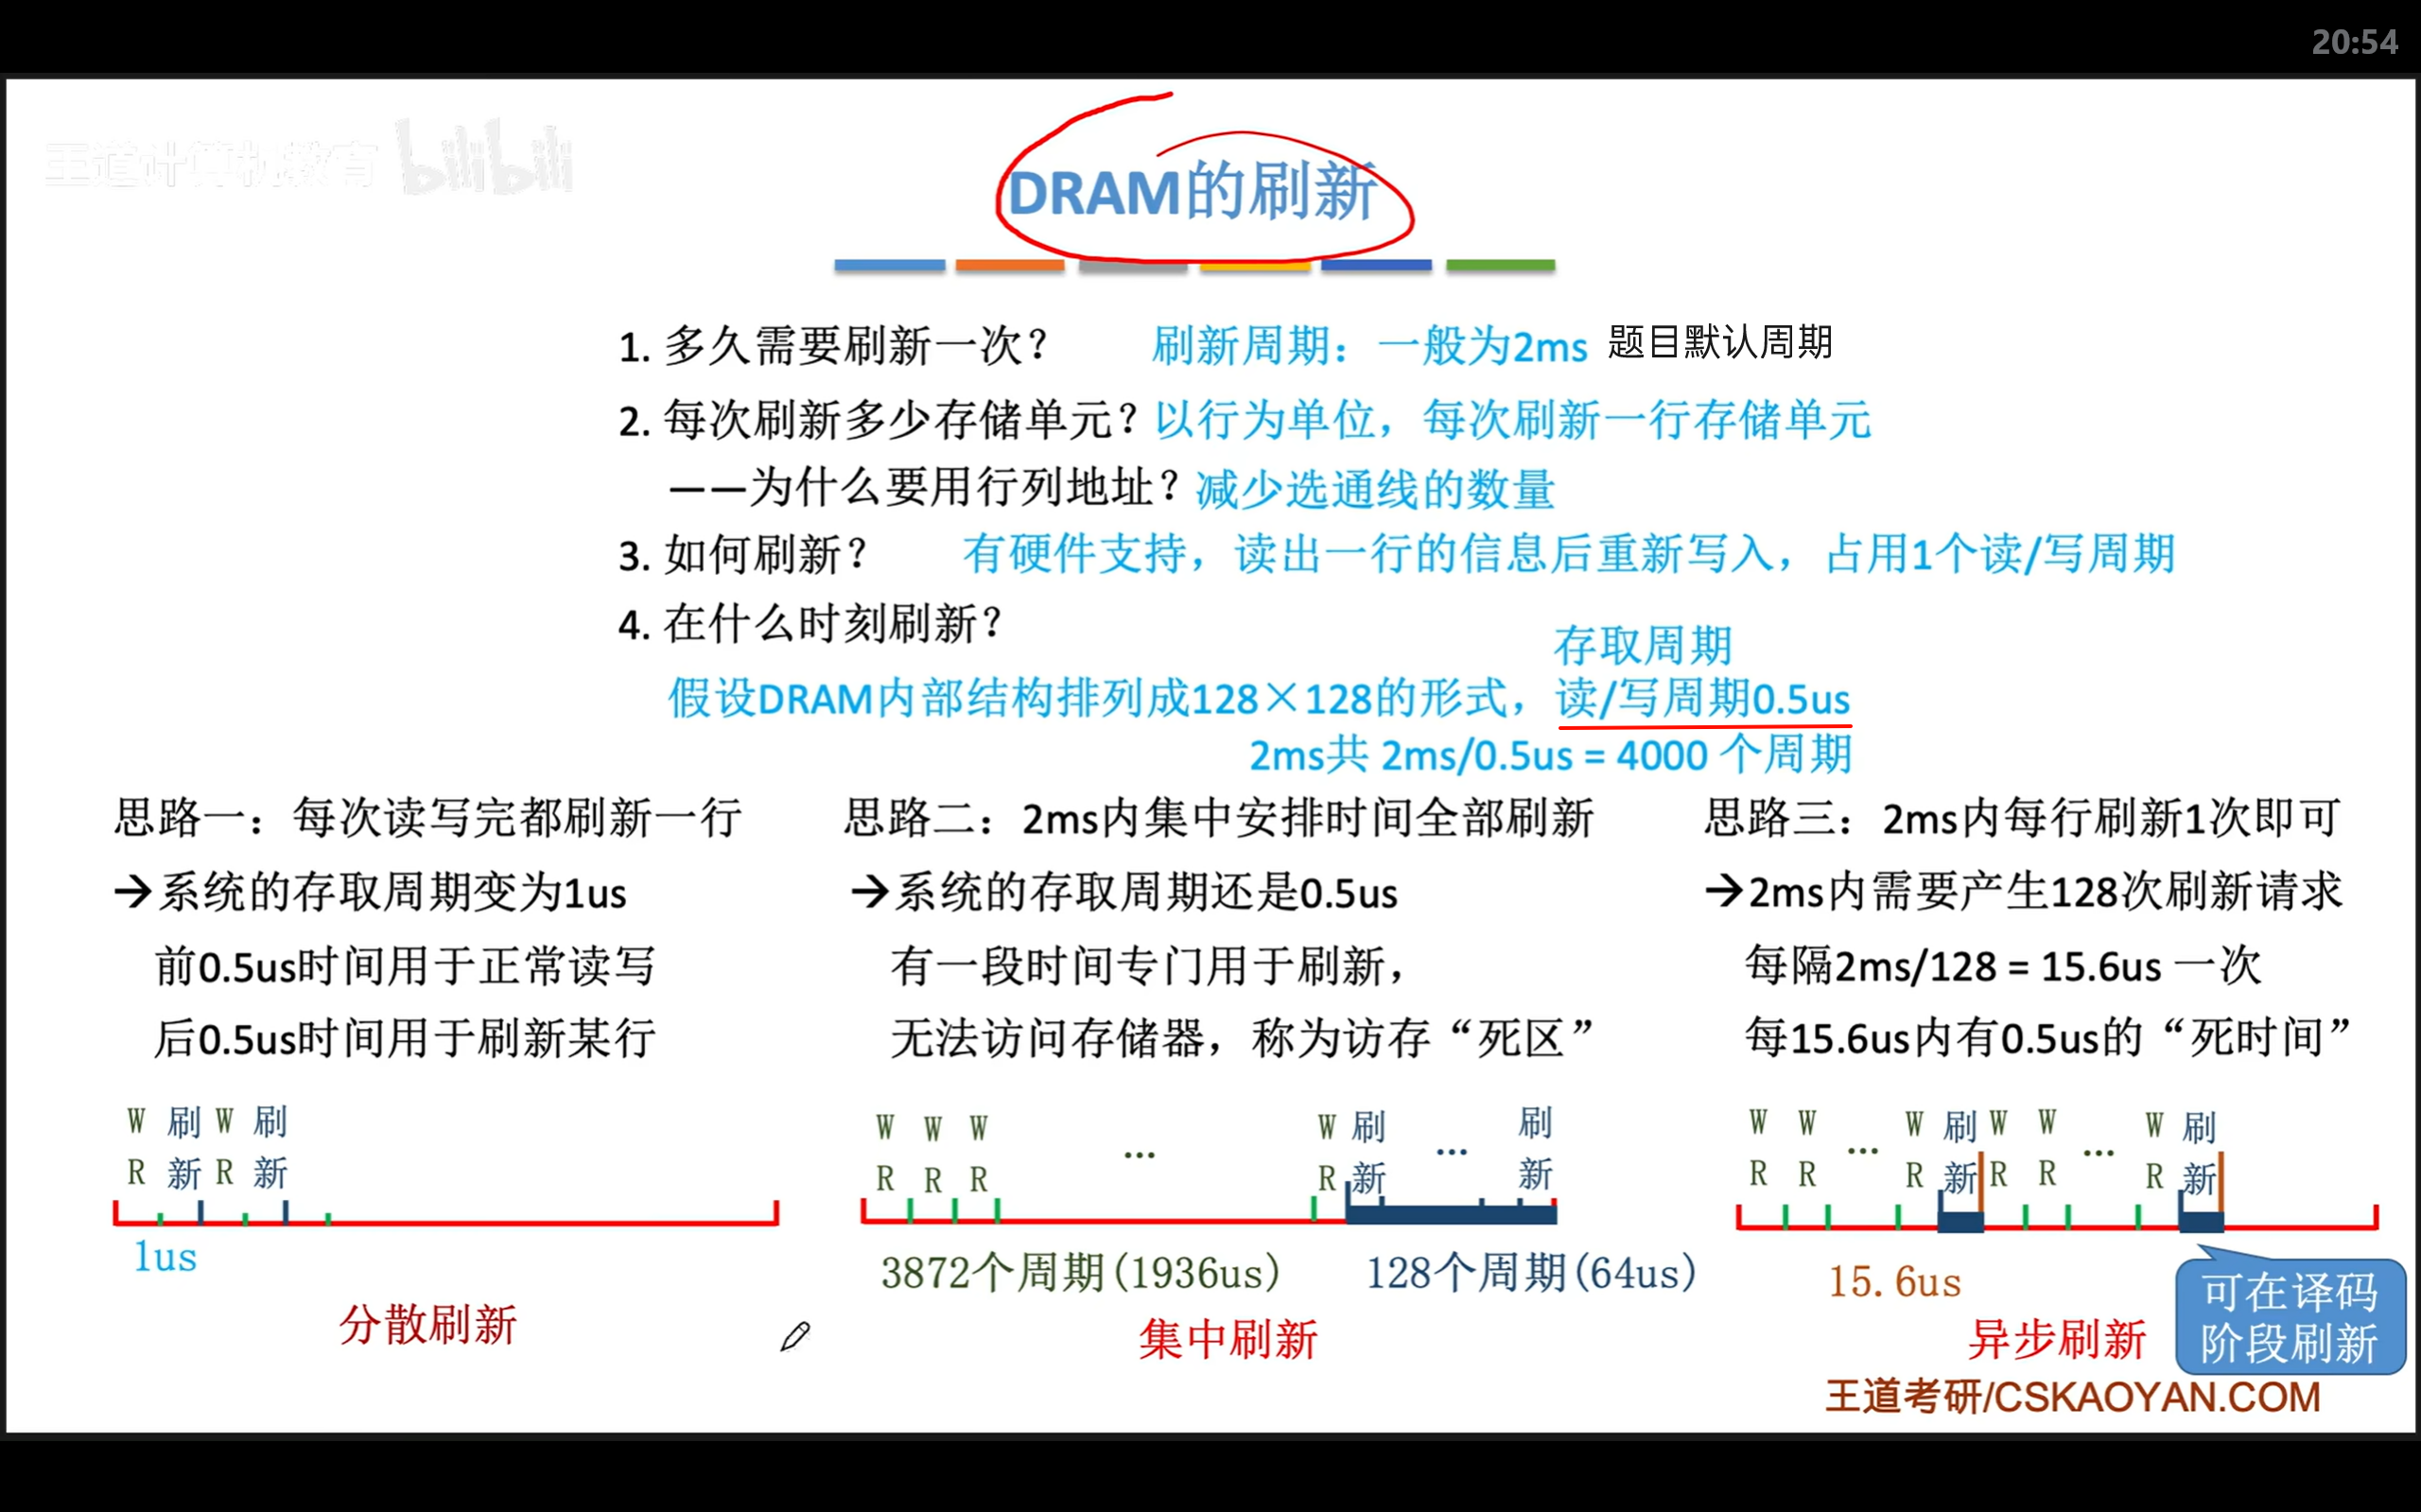 20:54
王道计算机教育 bilibili
DRAM的刷新
1. 多久需要刷新一次？ 刷新周期：一般为2ms 题目默认周期
2. 每次刷新多少存储单元？以行为单位，每次刷新一行存储单元
——为什么要用行列地址？减少选通线的数量
3. 如何刷新？ 有硬件支持，读出一行的信息后重新写入，占用1个读/写周期
4. 在什么时刻刷新？
存取周期
假设DRAM内部结构排列成128×128的形式，读/写周期0.5us
2ms共 2ms/0.5us = 4000 个周期
思路一：每次读写完都刷新一行
→系统的存取周期变为1us
前0.5us时间用于正常读写
后0.5us时间用于刷新某行
W 刷 W 刷
R 新 R 新
1us
分散刷新
思路二：2ms内集中安排时间全部刷新
→系统的存取周期还是0.5us
有一段时间专门用于刷新，
无法访问存储器，称为访存“死区”
W W W ... W 刷 ... 刷
R R R R 新 新
3872个周期(1936us) 128个周期(64us)
集中刷新
思路三：2ms内每行刷新1次即可
→2ms内需要产生128次刷新请求
每隔2ms/128 = 15.6us 一次
每15.6us内有0.5us的“死时间”
W W ... W 刷 W W ... W 刷
R R R 新 R R R 新
15.6us
异步刷新
可在译码
阶段刷新
王道考研/CSKAOYAN.COM